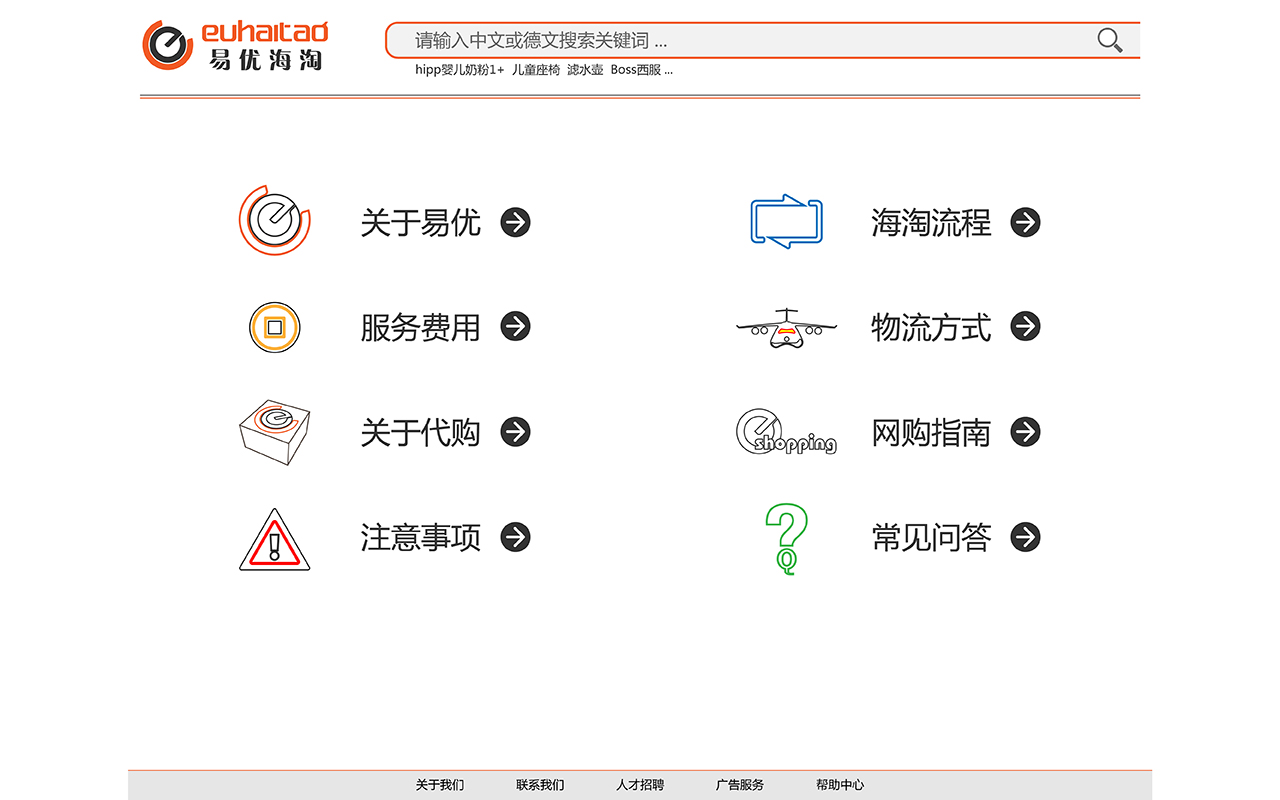 euhaitao
易优海淘
请输入中文或德文搜索关键词 ...
hipp婴儿奶粉1+ 儿童座椅 滤水壶 Boss西服 ...
关于易优
海淘流程
服务费用
物流方式
关于代购
shopping
网购指南
注意事项
Q
常见问答
关于我们 联系我们 人才招聘 广告服务 帮助中心